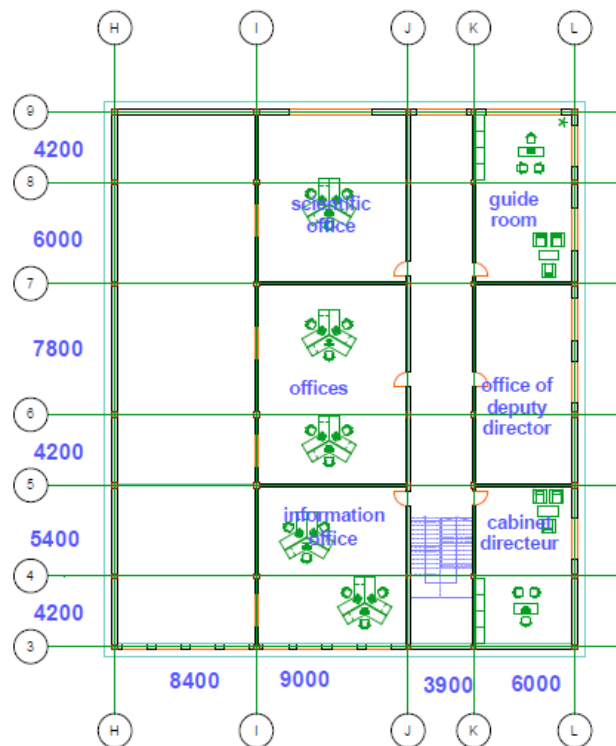 H I J K L
9
4200
8
scientific
office
guide
room
6000
7
7800
offices
office of
deputy
director
6
4200
5
information
office
cabinet
directeur
5400
4
4200
3
8400 9000 3900 6000
H I J K L